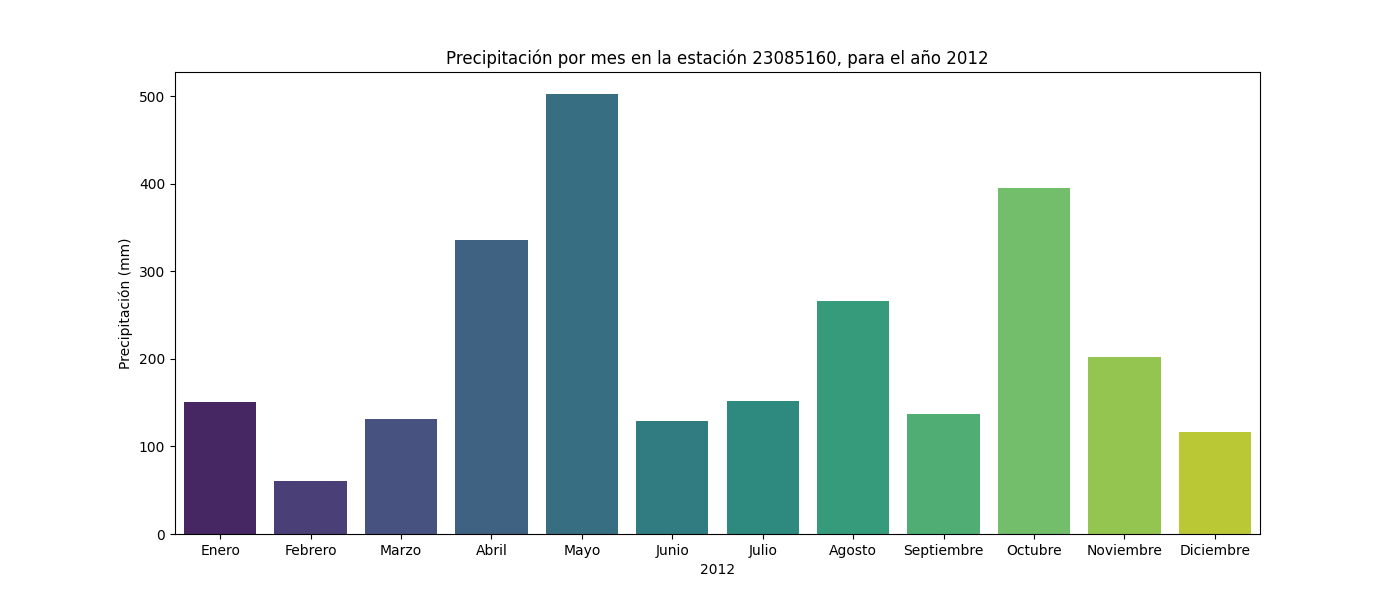 Precipitación por mes en la estación 23085160, para el año 2012
Precipitación (mm)
500
400
300
200
100
0
Enero Febrero Marzo Abril Mayo Junio Julio Agosto Septiembre Octubre Noviembre Diciembre
2012